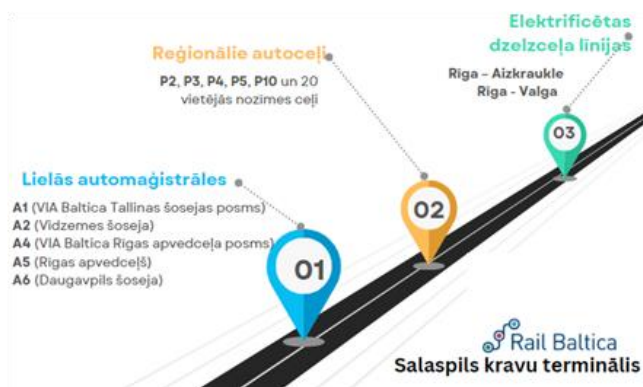 Elektrificētas
dzelzceļa līnijas
Rīga – Aizkraukle
Rīga - Valga
03
Reģionālie autoceļi
P2, P3, P4, P5, P10 un 20
vietējās nozīmes ceļi
02
Lielās automaģistrāles
A1 (VIA Baltica Tallinas šosejas posms)
A2 (Vidzemes šoseja)
A4 (VIA Baltica Rīgas apvedceļa posms)
A5 (Rīgas apvedceļš)
A6 (Daugavpils šoseja)
01
Rail Baltica
Salaspils kravu terminālis